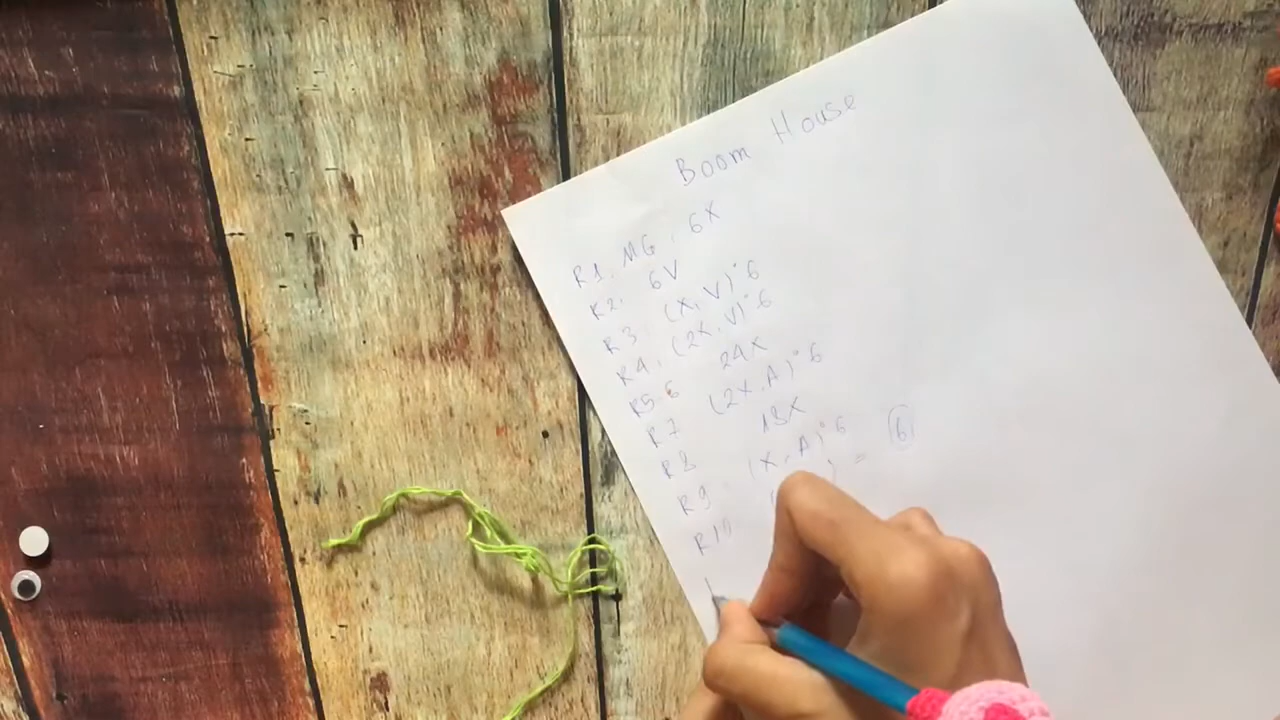 Boom House
R1. MG, 6X
R2. 6V
R3. (X, V)*6
R4. (2X, V)*6
R5-6 24X
R7 (2X, A)*6
R8 18X
R9 (X, A)*6
R10 ) = 6